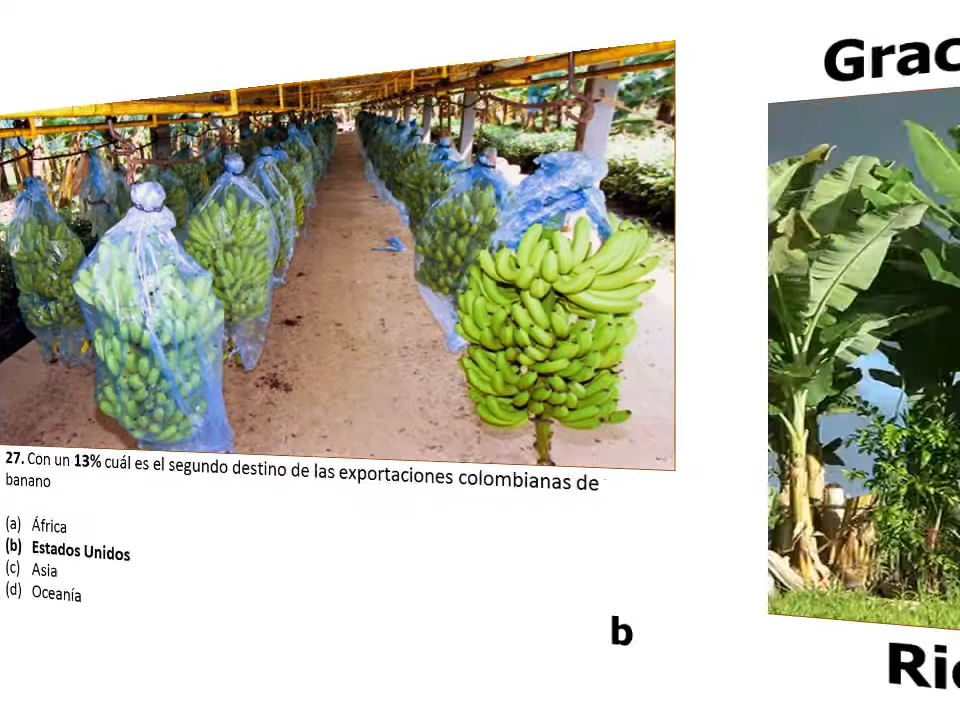 27. Con un 13% cuál es el segundo destino de las exportaciones colombianas de
banano
(a) África
(b) Estados Unidos
(c) Asia
(d) Oceanía
b
Grac